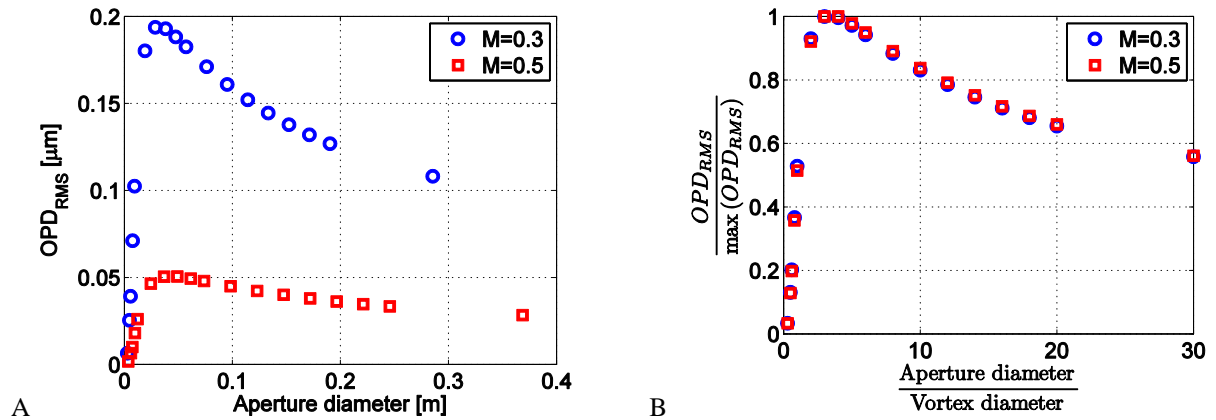 0.2
0.15
0.1
0.05
0
OPD_RMS [μm]
0 0.1 0.2 0.3 0.4
Aperture diameter [m]
M=0.3
M=0.5
A
1
0.8
0.6
0.4
0.2
0
OPD_RMS
max (OPD_RMS)
0 10 20 30
Aperture diameter
Vortex diameter
M=0.3
M=0.5
B